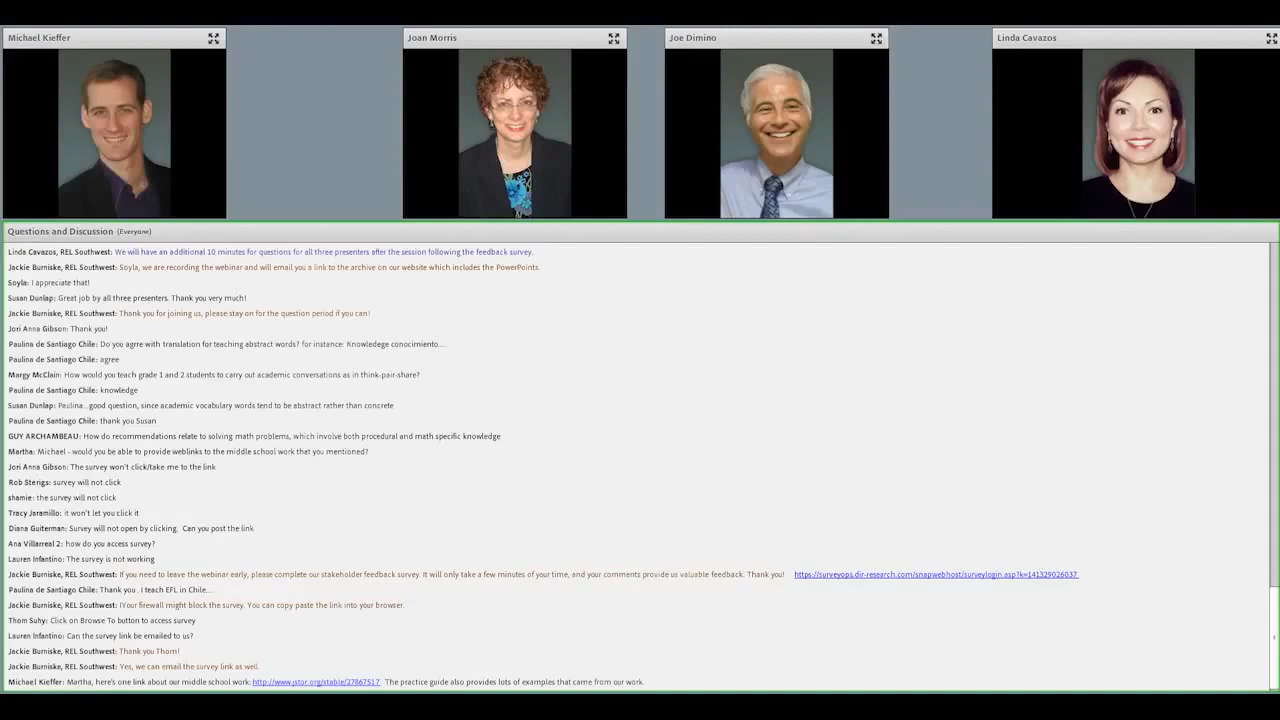 Michael Kieffer
Joan Morris
Joe Dimino
Linda Cavazos
Questions and Discussion (Everyone)
Linda Cavazos, REL Southwest: We will have an additional 10 minutes for questions for all three presenters after the session following the feedback survey.
Jackie Burniske, REL Southwest: Soyla, we are recording the webinar and will email you a link to the archive on our website which includes the PowerPoints.
Soyla: I appreciate that!
Susan Dunlap: Great job by all three presenters. Thank you very much!
Jackie Burniske, REL Southwest: Thank you for joining us, please stay on for the question period if you can!
Jori Anna Gibson: Thank you!
Paulina de Santiago Chile: Do you agrre with translation for teaching abstract words? for instance: Knowledege conocimiento....
Paulina de Santiago Chile: agree
Margy McClain: How would you teach grade 1 and 2 students to carry out academic conversations as in think-pair-share?
Paulina de Santiago Chile: knowledge
Susan Dunlap: Paulina...good question, since academic vocabulary words tend to be abstract rather than concrete
Paulina de Santiago Chile: thank you Susan
GUY ARCHAMBEAU: How do recommendations relate to solving math problems, which involve both procedural and math specific knowledge
Martha: Michael - would you be able to provide weblinks to the middle school work that you mentioned?
Jori Anna Gibson: The survey won't click/take me to the link
Rob Sterigs: survey will not click
shamie: the survey will not click
Tracy Jaramillo: it won't let you click it
Diana Guiterman: Survey will not open by clicking. Can you post the link
Ana Villarreal 2: how do you access survey?
Lauren Infantino: The survey is not working
Jackie Burniske, REL Southwest: If you need to leave the webinar early, please complete our stakeholder feedback survey. It will only take a few minutes of your time, and your comments provide us valuable feedback. Thank you! https://surveyops.dir-research.com/snapwebhost/surveylogin.asp?k=141329026037
Paulina de Santiago Chile: Thank you . I teach EFL in Chile...
Jackie Burniske, REL Southwest: IYour firewall might block the survey. You can copy paste the link into your browser.
Thom Suhy: Click on Browse To button to access survey
Lauren Infantino: Can the survey link be emailed to us?
Jackie Burniske, REL Southwest: Thank you Thom!
Jackie Burniske, REL Southwest: Yes, we can email the survey link as well.
Michael Kieffer: Martha, here's one link about our middle school work: http://www.jstor.org/stable/27867517 The practice guide also provides lots of examples that came from our work.